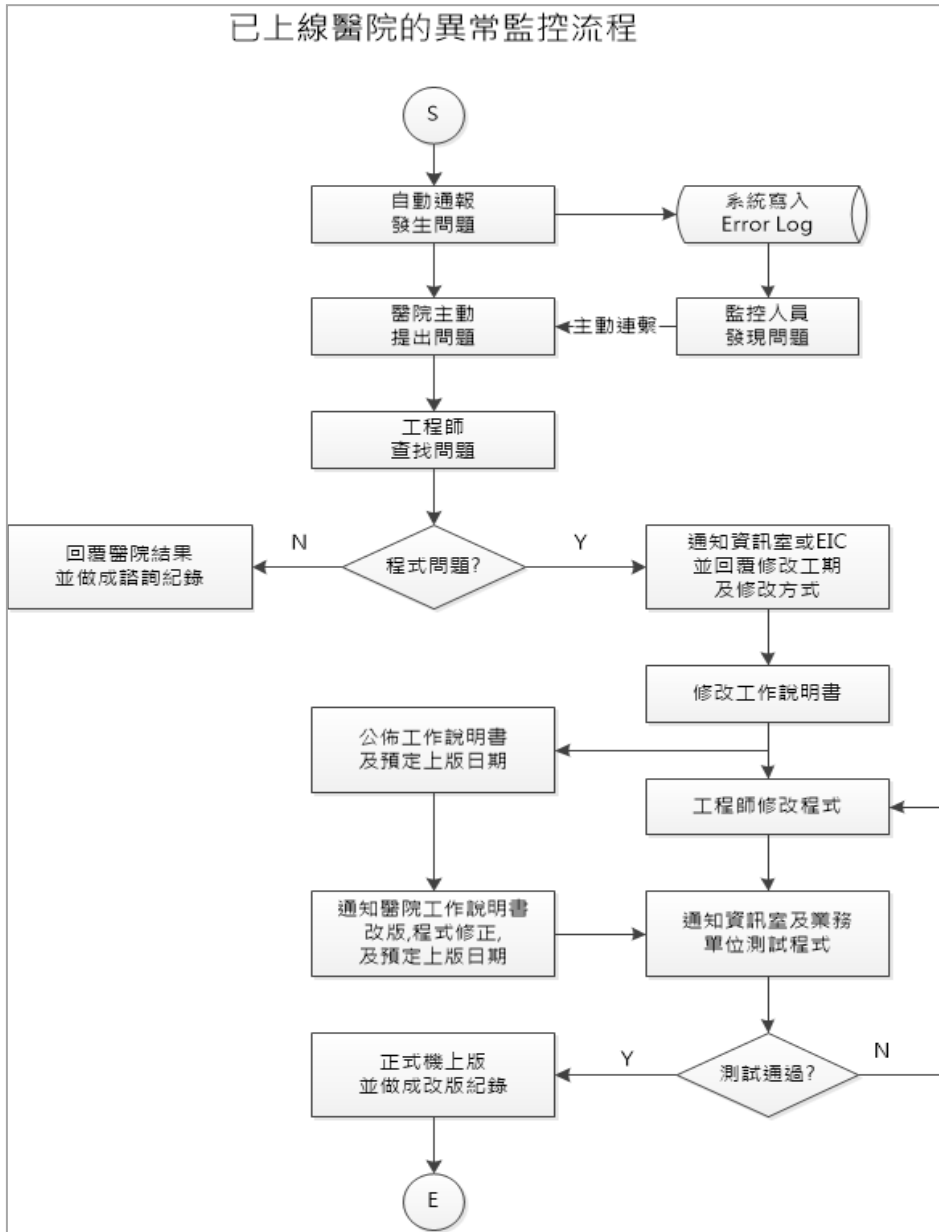 已上線醫院的異常監控流程
S
自動通報
發生問題
系統寫入
Error Log
醫院主動
提出問題
主動連繫
監控人員
發現問題
工程師
查找問題
回覆醫院結果
並做成諮詢紀錄
N
程式問題?
Y
通知資訊室或EIC
並回覆修改工期
及修改方式
修改工作說明書
公佈工作說明書
及預定上版日期
工程師修改程式
通知醫院工作說明書
改版,程式修正,
及預定上版日期
通知資訊室及業務
單位測試程式
正式機上版
並做成改版紀錄
Y
測試通過?
N
E